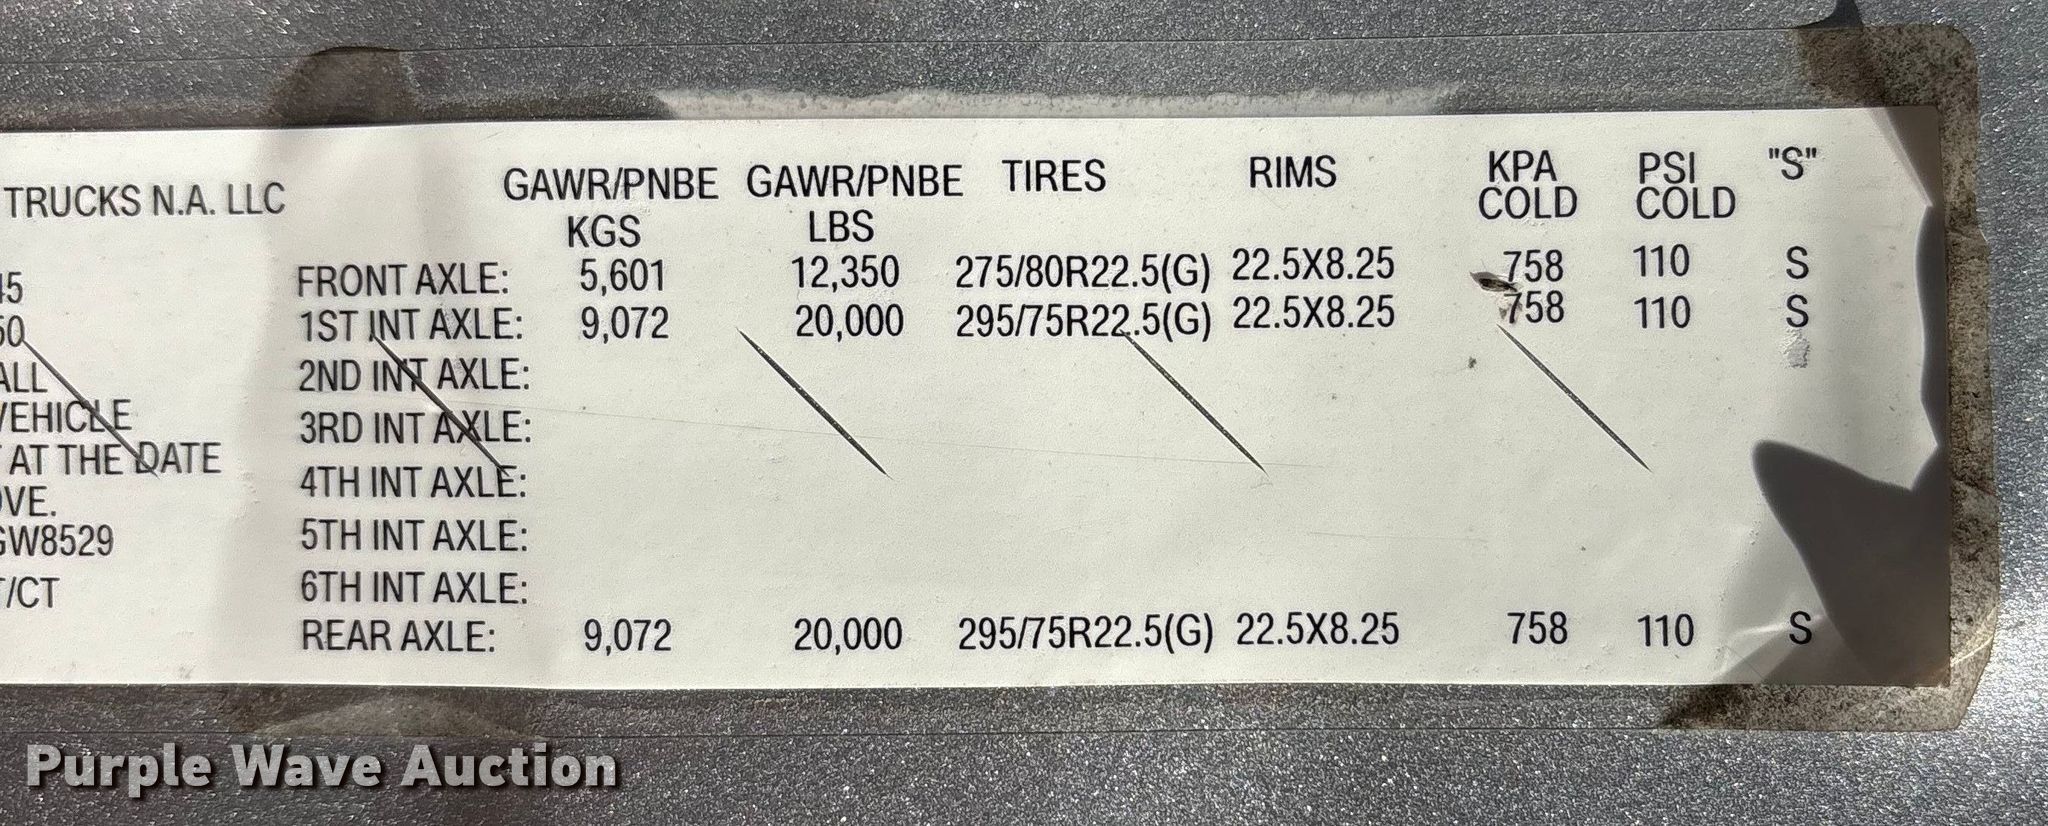 TRUCKS N.A. LLC
GAWR/PNBE KGS GAWR/PNBE LBS TIRES RIMS KPA COLD PSI COLD "S"
45 FRONT AXLE: 5,601 12,350 275/80R22.5(G) 22.5X8.25 758 110 S
50 1ST INT AXLE: 9,072 20,000 295/75R22.5(G) 22.5X8.25 758 110 S
ALL 2ND INT AXLE:
VEHICLE 3RD INT AXLE:
AT THE DATE 4TH INT AXLE:
OVE. 5TH INT AXLE:
GW8529
T/CT 6TH INT AXLE:
REAR AXLE: 9,072 20,000 295/75R22.5(G) 22.5X8.25 758 110 S
Purple Wave Auction